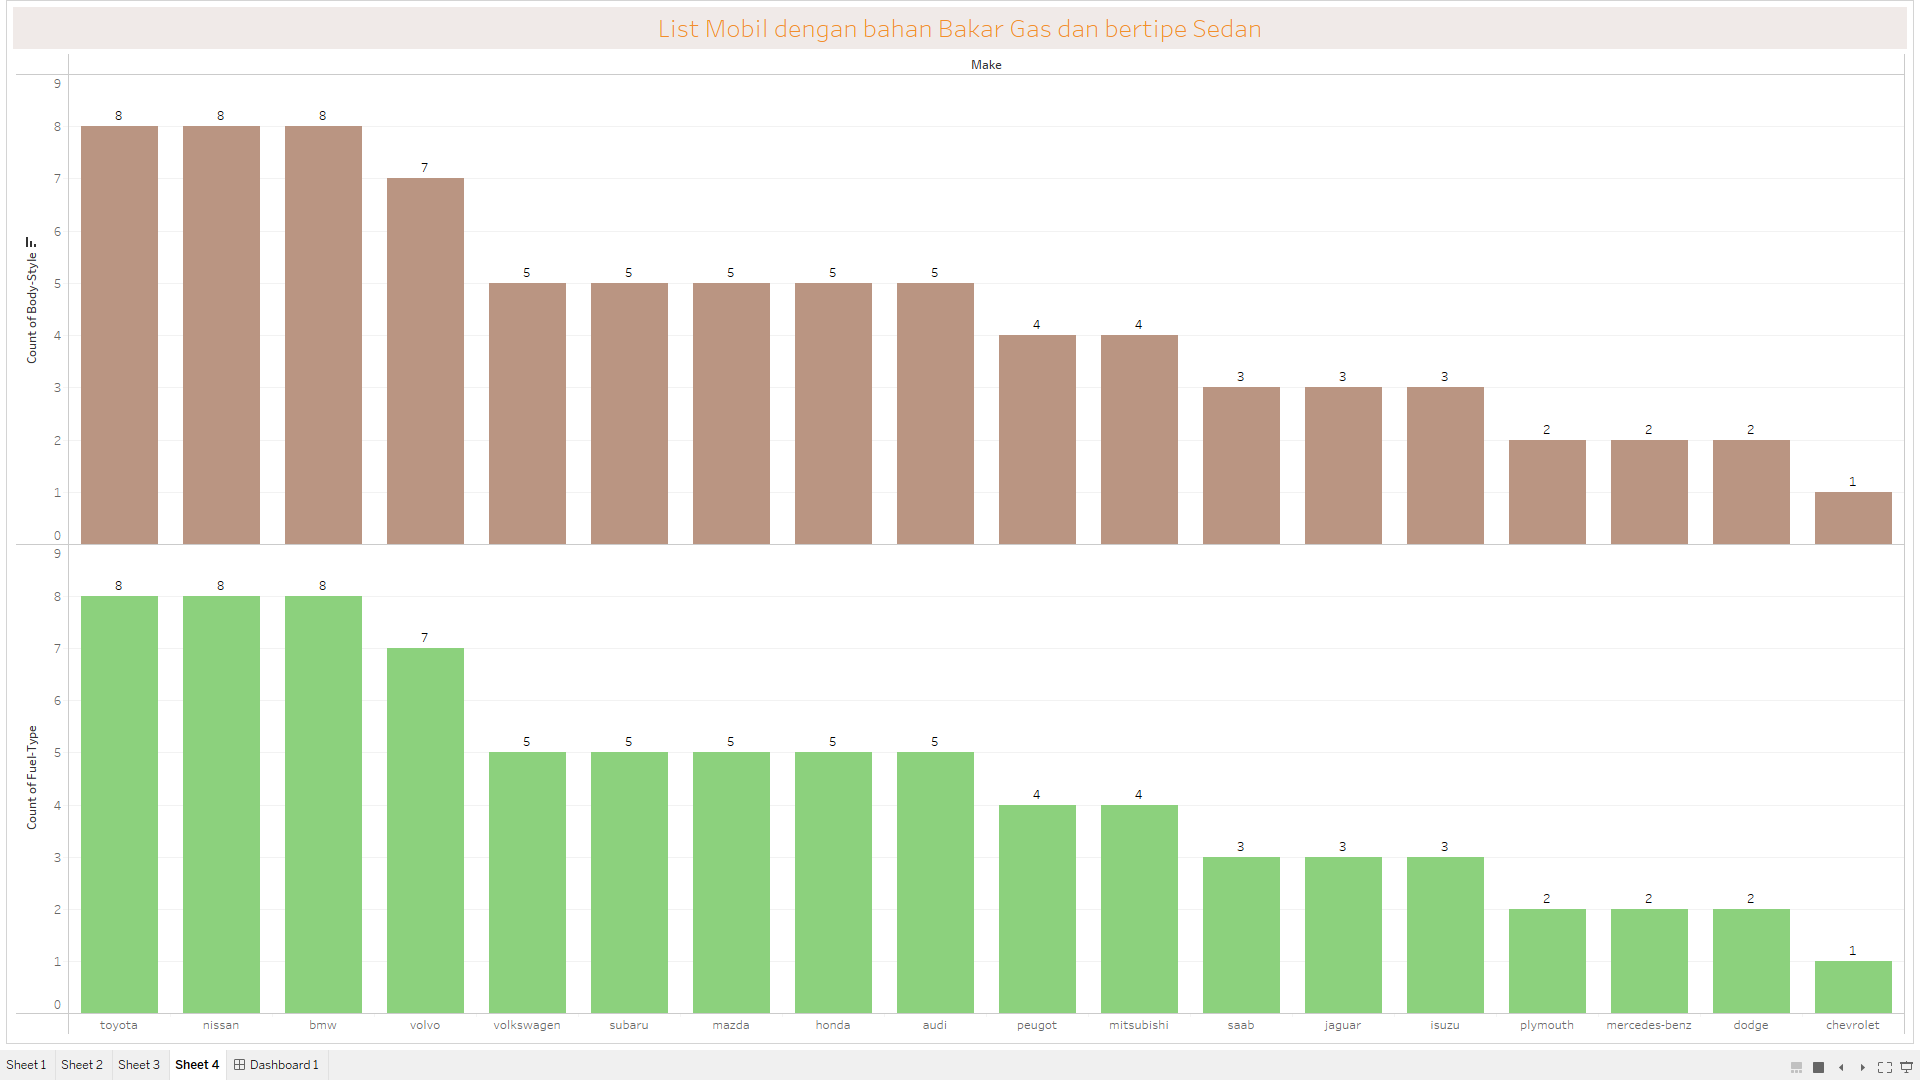 List Mobil dengan bahan Bakar Gas dan bertipe Sedan
Make
9
8
7
6
5
4
3
2
1
0
Count of Body-Style
8 8 8 7 5 5 5 5 5 4 4 3 3 3 2 2 2 1
9
8
7
6
5
4
3
2
1
0
Count of Fuel-Type
8 8 8 7 5 5 5 5 5 4 4 3 3 3 2 2 2 1
toyota nissan bmw volvo volkswagen subaru mazda honda audi peugot mitsubishi saab jaguar isuzu plymouth mercedes-benz dodge chevrolet
Sheet 1 Sheet 2 Sheet 3 Sheet 4 Dashboard 1